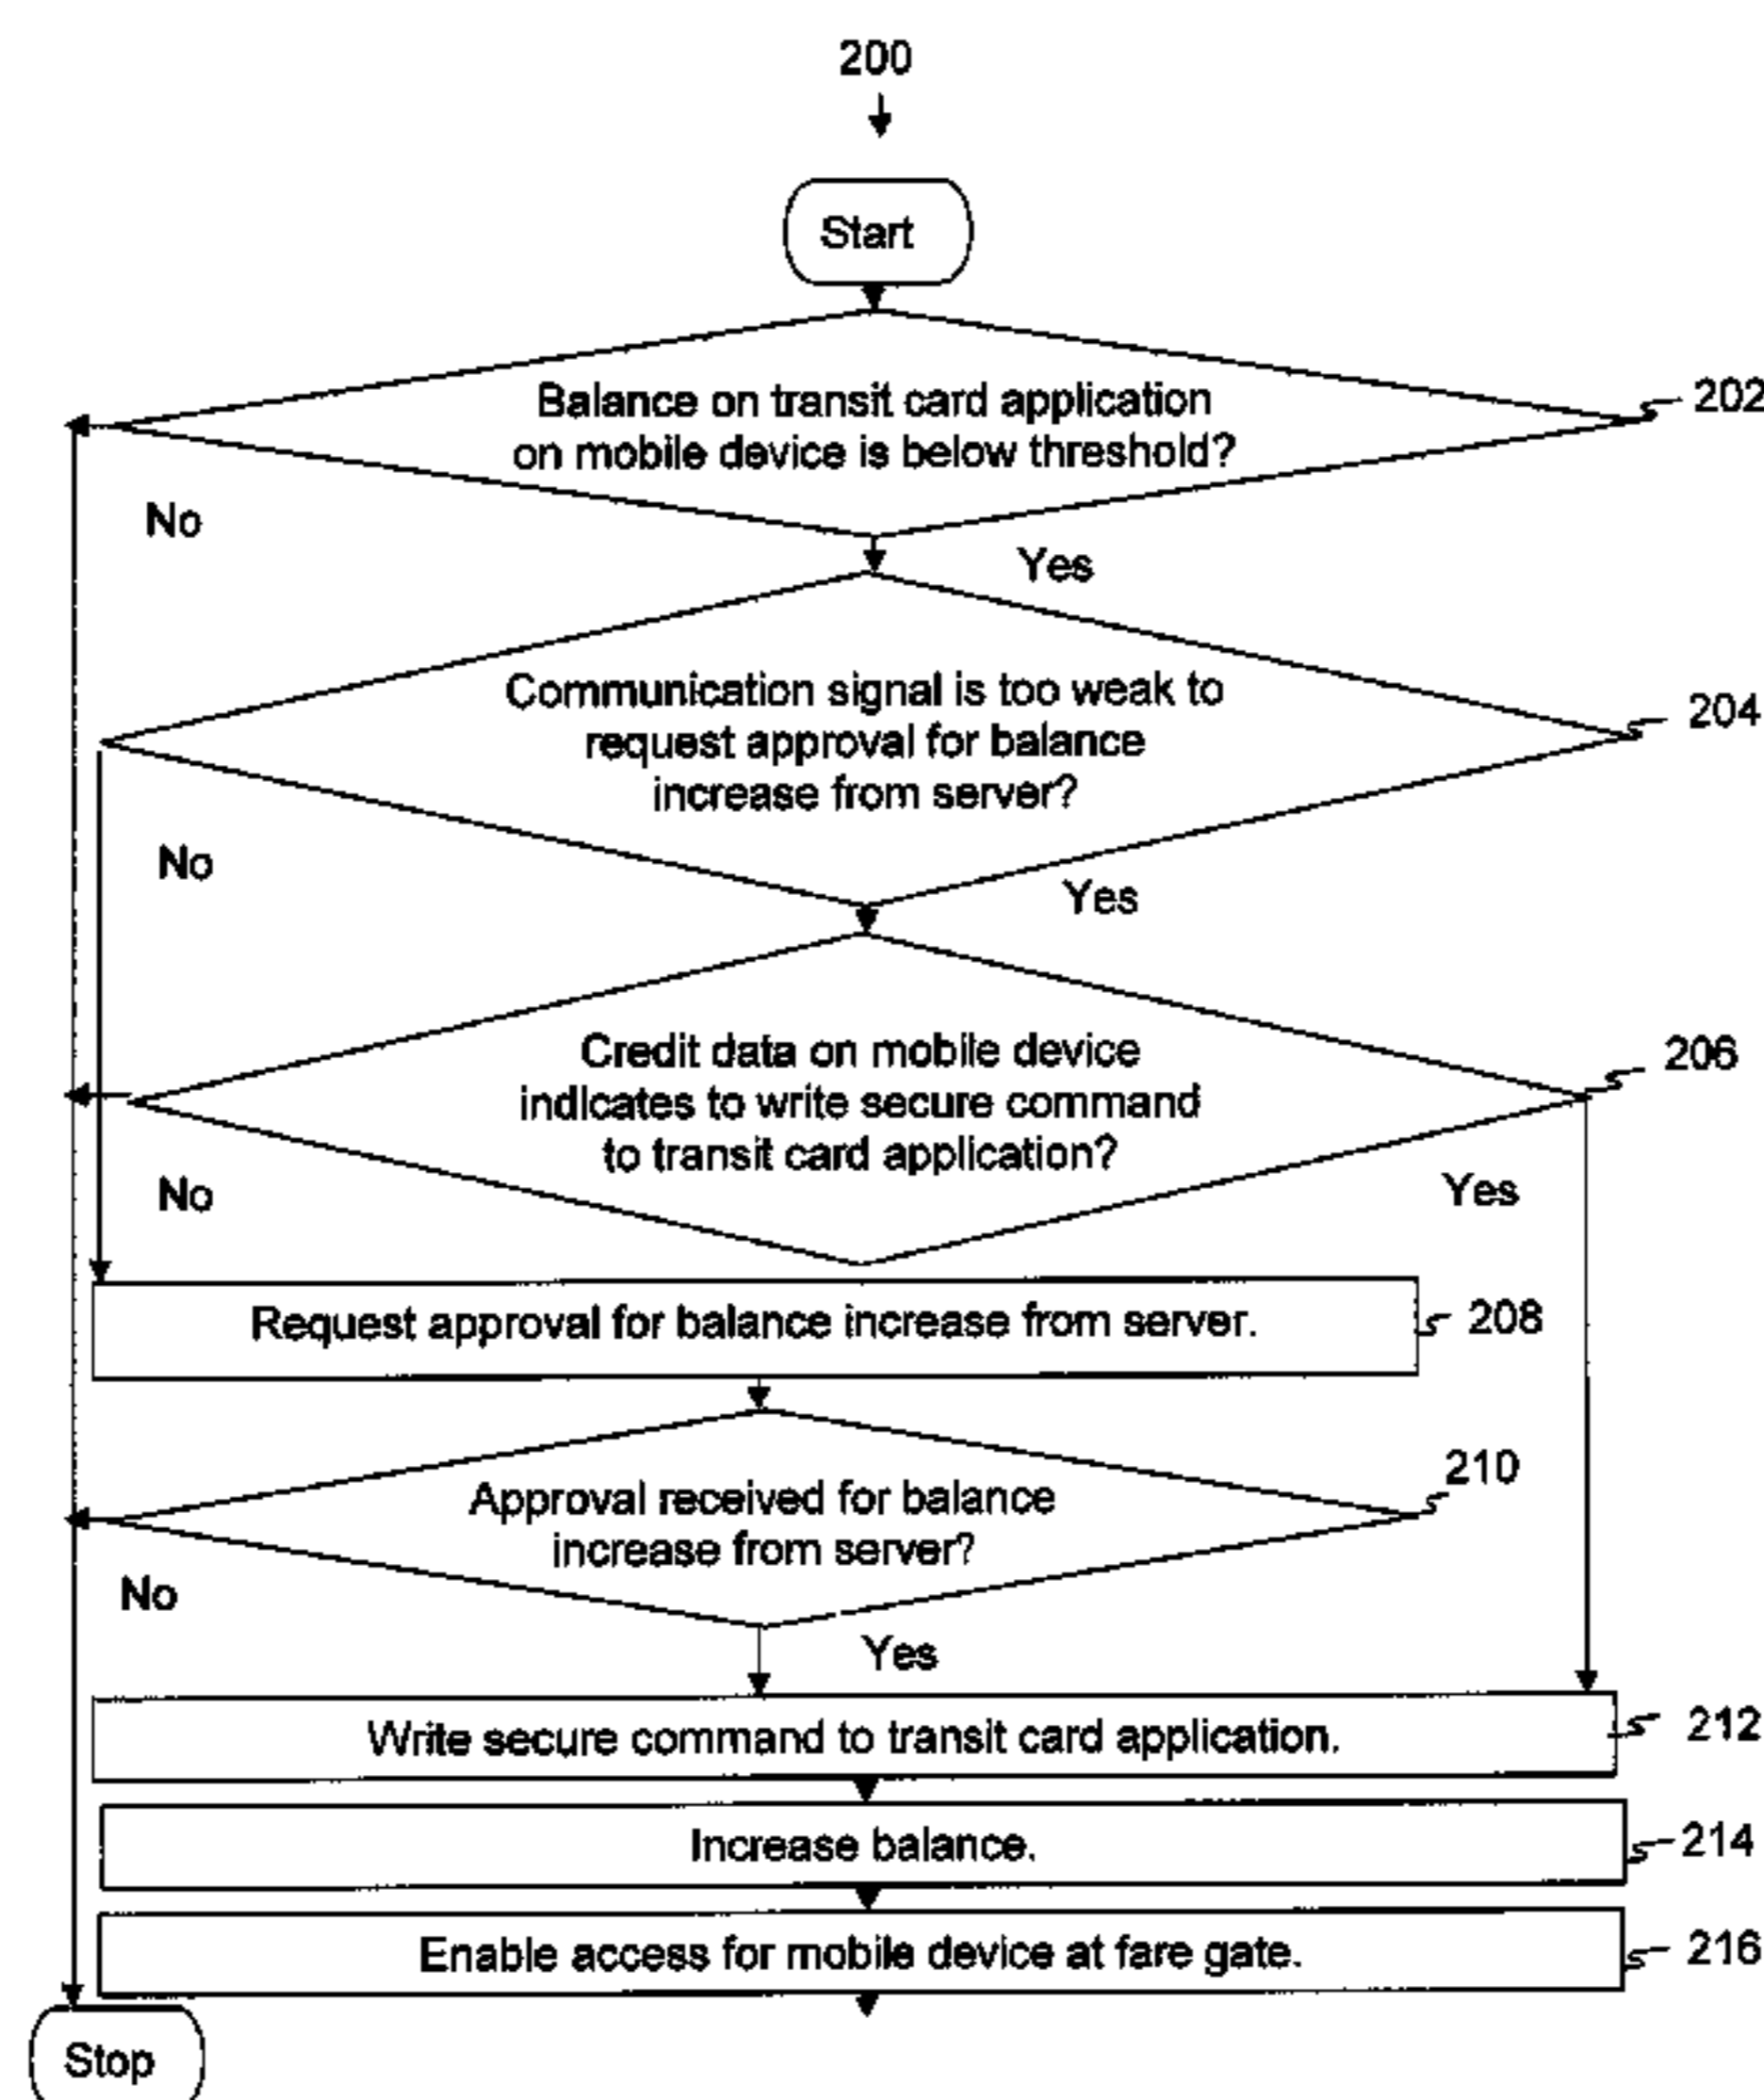 200
Start
Balance on transit card application
on mobile device is below threshold?
202
No
Yes
Communication signal is too weak to
request approval for balance
increase from server?
204
No
Yes
Credit data on mobile device
indicates to write secure command
to transit card application?
206
No
Yes
Request approval for balance increase from server.
208
Approval received for balance
increase from server?
210
No
Yes
Write secure command to transit card application.
212
Increase balance.
214
Enable access for mobile device at fare gate.
216
Stop